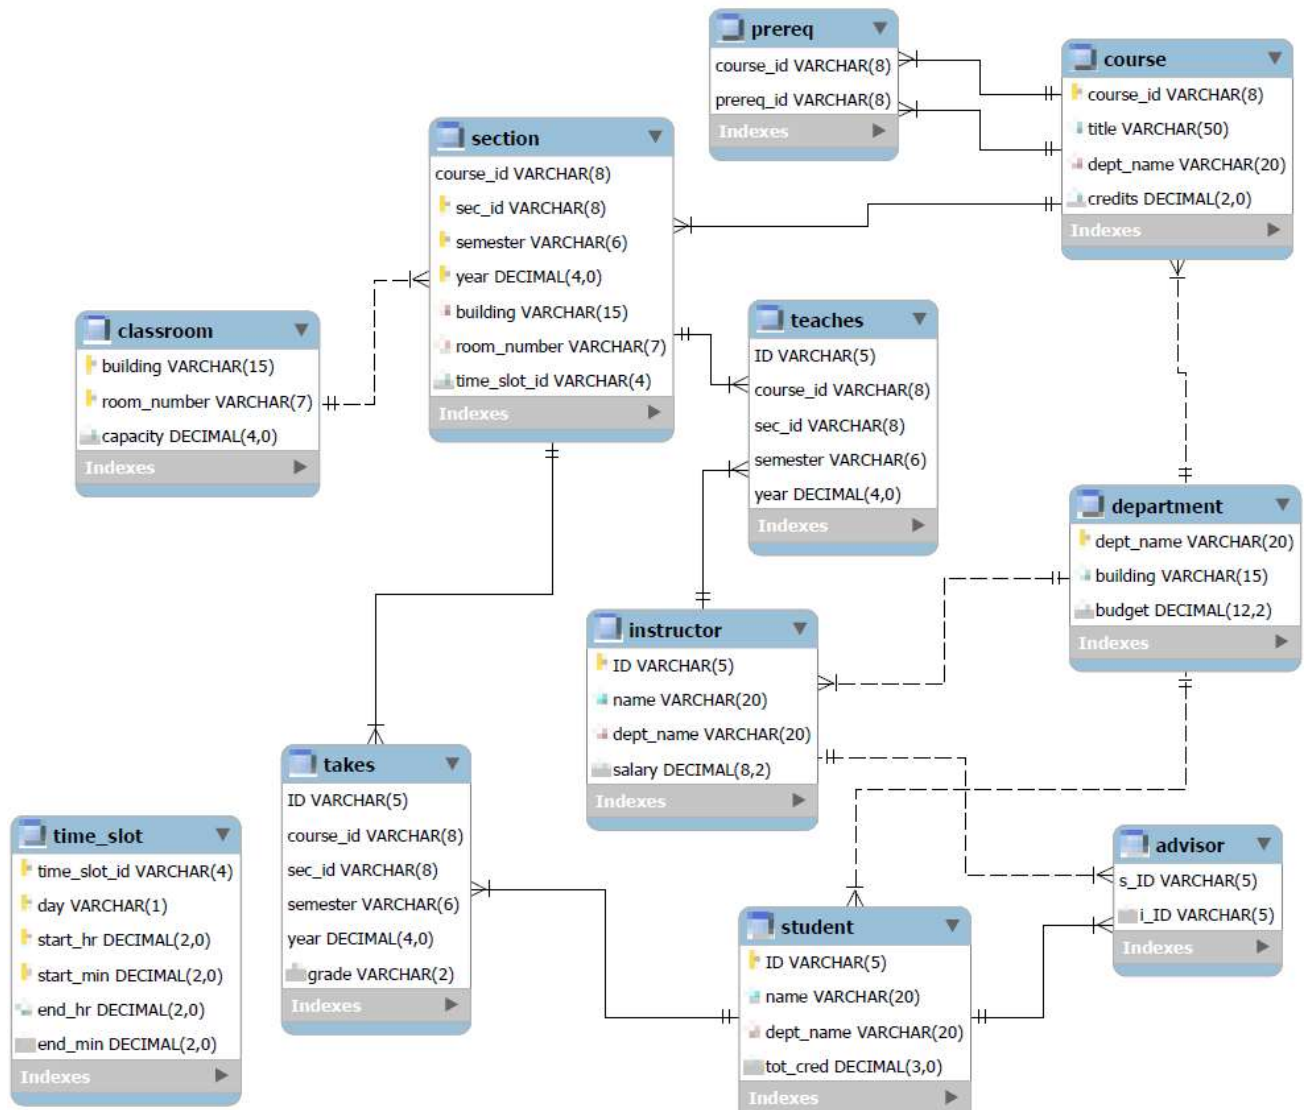 prereq
course_id VARCHAR(8)
prereq_id VARCHAR(8)
Indexes
course
course_id VARCHAR(8)
title VARCHAR(50)
dept_name VARCHAR(20)
credits DECIMAL(2,0)
Indexes
section
course_id VARCHAR(8)
sec_id VARCHAR(8)
semester VARCHAR(6)
year DECIMAL(4,0)
building VARCHAR(15)
room_number VARCHAR(7)
time_slot_id VARCHAR(4)
Indexes
classroom
building VARCHAR(15)
room_number VARCHAR(7)
capacity DECIMAL(4,0)
Indexes
teaches
ID VARCHAR(5)
course_id VARCHAR(8)
sec_id VARCHAR(8)
semester VARCHAR(6)
year DECIMAL(4,0)
Indexes
department
dept_name VARCHAR(20)
building VARCHAR(15)
budget DECIMAL(12,2)
Indexes
instructor
ID VARCHAR(5)
name VARCHAR(20)
dept_name VARCHAR(20)
salary DECIMAL(8,2)
Indexes
takes
ID VARCHAR(5)
course_id VARCHAR(8)
sec_id VARCHAR(8)
semester VARCHAR(6)
year DECIMAL(4,0)
grade VARCHAR(2)
Indexes
time_slot
time_slot_id VARCHAR(4)
day VARCHAR(1)
start_hr DECIMAL(2,0)
start_min DECIMAL(2,0)
end_hr DECIMAL(2,0)
end_min DECIMAL(2,0)
Indexes
advisor
s_ID VARCHAR(5)
i_ID VARCHAR(5)
Indexes
student
ID VARCHAR(5)
name VARCHAR(20)
dept_name VARCHAR(20)
tot_cred DECIMAL(3,0)
Indexes